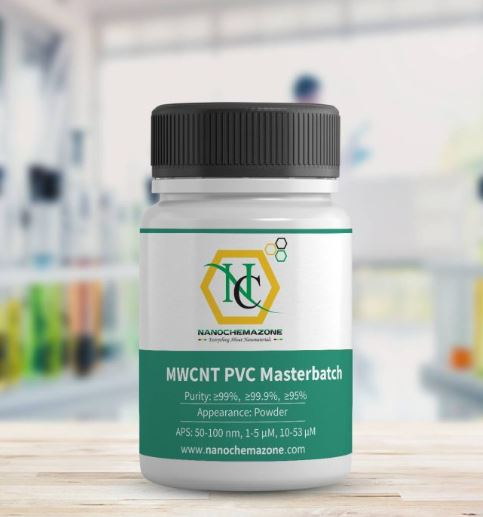 NC
NANOCHEMAZONE
Everything About Nanomaterials
MWCNT PVC Masterbatch
Purity: ≥99%, ≥99.9%, ≥95%
Appearance: Powder
APS: 50-100 nm, 1-5 µM, 10-53 µM
www.nanochemazone.com